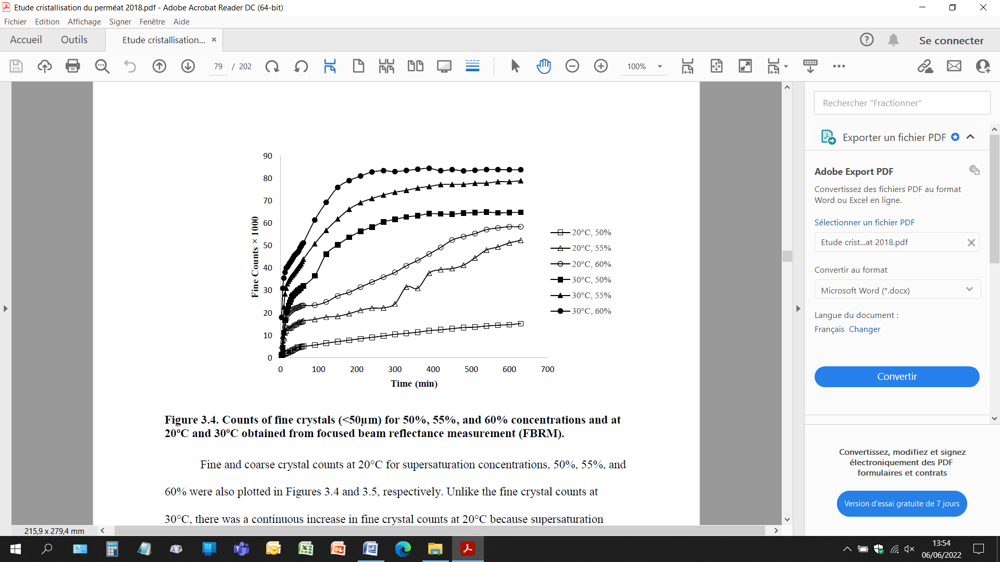 Etude cristallisation du perméat 2018.pdf - Adobe Acrobat Reader DC (64-bit)
Fichier Edition Affichage Signer Fenêtre Aide
Accueil Outils Etude cristallisation... × Se connecter
79 / 202 100%
Rechercher "Fractionner"
Exporter un fichier PDF
Adobe Export PDF
Convertissez des fichiers PDF au format
Word ou Excel en ligne.
Sélectionner un fichier PDF
Etude crist...at 2018.pdf
Convertir au format
Microsoft Word (*.docx)
Langue du document :
Français Changer
Convertir
Convertissez, modifiez et signez
électroniquement des PDF
formulaires et contrats
Version d'essai gratuite de 7 jours
90
80
70
60
50
40
30
20
10
0
Fine Counts × 1000
0 100 200 300 400 500 600 700
Time (min)
20°C, 50%
20°C, 55%
20°C, 60%
30°C, 50%
30°C, 55%
30°C, 60%
Figure 3.4. Counts of fine crystals (<50µm) for 50%, 55%, and 60% concentrations and at
20ºC and 30ºC obtained from focused beam reflectance measurement (FBRM).
Fine and coarse crystal counts at 20°C for supersaturation concentrations, 50%, 55%, and
60% were also plotted in Figures 3.4 and 3.5, respectively. Unlike the fine crystal counts at
30°C, there was a continuous increase in fine crystal counts at 20°C because supersaturation
215,9 x 279,4 mm
13:54
06/06/2022